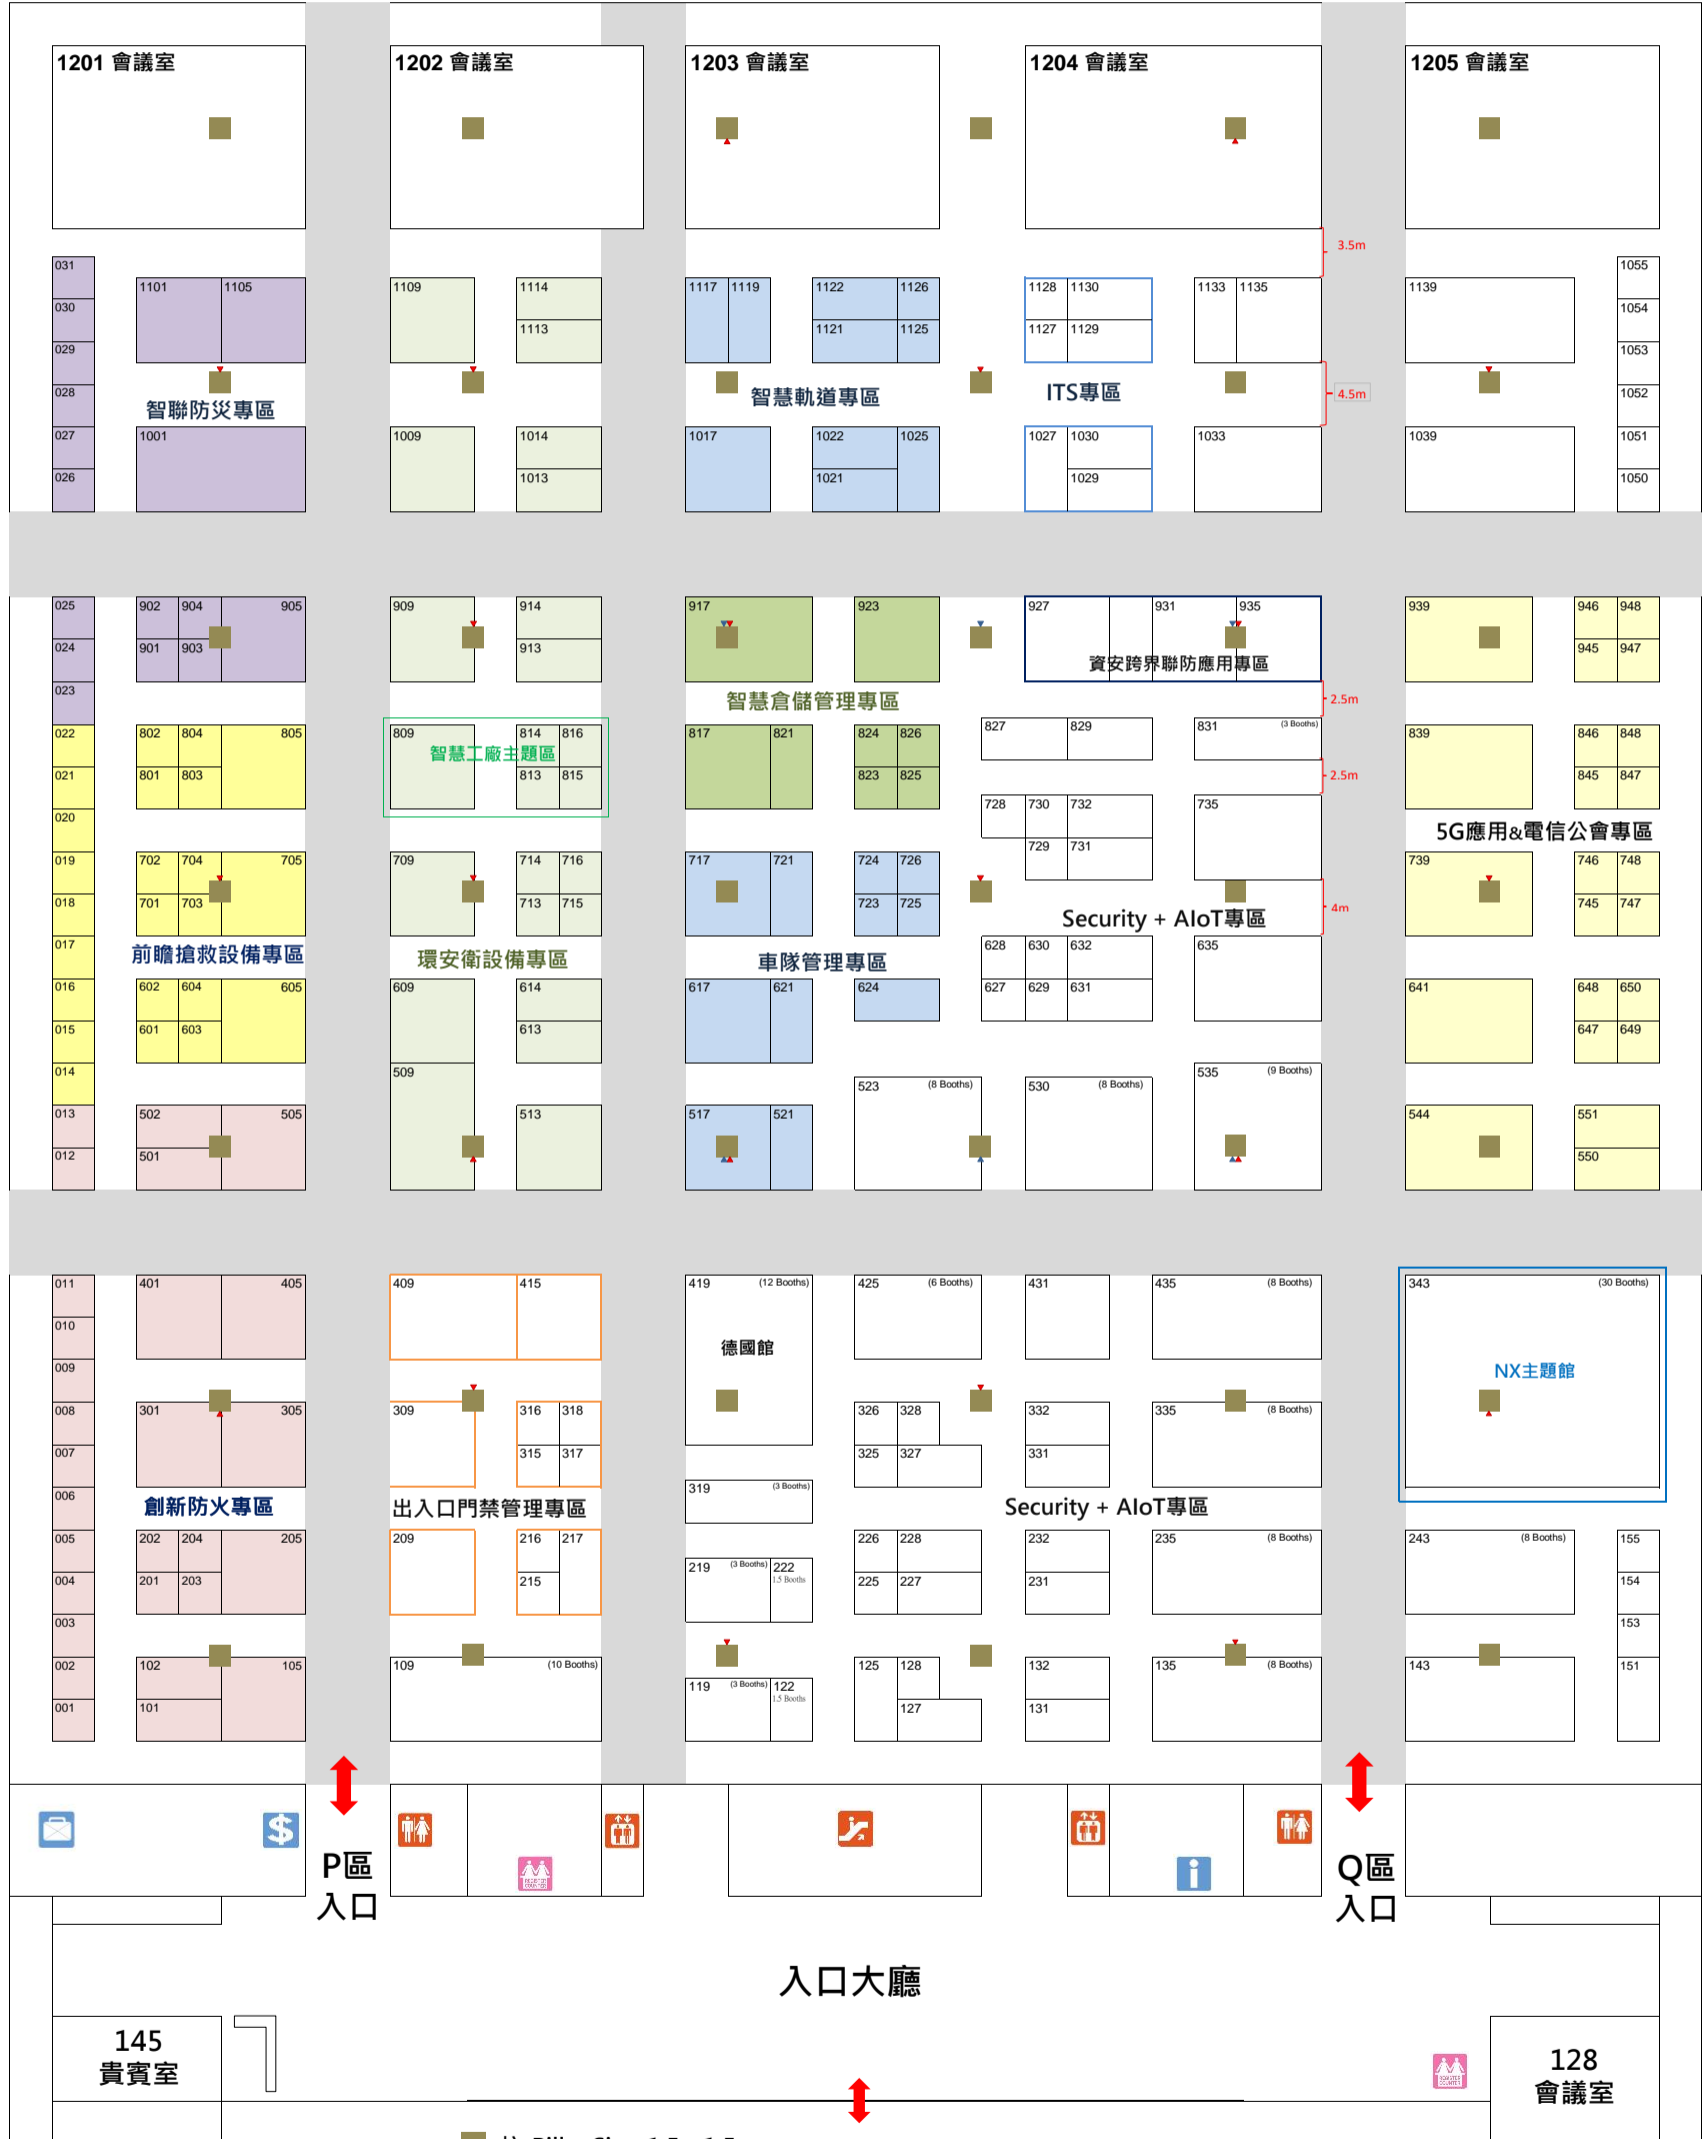 1201 會議室
1202 會議室
1203 會議室
1204 會議室
1205 會議室
3.5m
031
1055
1101 1105 1109 1114 1117 1119 1122 1126 1128 1130 1133 1135 1139
030
1054
1113 1121 1125 1127 1129
029
1053
028
智聯防災專區
智慧軌道專區
ITS專區
4.5m
1052
027
1001 1009 1014 1017 1022 1025 1027 1030 1033 1039
1051
026
1013 1021 1029
1050
025
902 904 905 909 914 917 923 927 931 935 939 946 948
024
901 903 913
資安跨界聯防應用專區
945 947
023
智慧倉儲管理專區
2.5m
827 829 831 (3 Booths)
022
802 804 805 809 814 816 817 821 824 826 839 846 848
智慧工廠主題區
021
801 803 813 815 823 825
2.5m
845 847
728 730 732 735
020
5G應用&電信公會專區
729 731
019
702 704 705 709 714 716 717 721 724 726 739 746 748
018
701 703 713 715 723 725
4m
745 747
Security + AIoT專區
017
628 630 632 635
前瞻搶救設備專區
環安衛設備專區
車隊管理專區
016
602 604 605 609 614 617 621 624 627 629 631 641 648 650
015
601 603 613 647 649
014
509
523 (8 Booths)
530 (8 Booths)
535 (9 Booths)
013
502 505 513 517 521 544 551
012
501 550
011
401 405 409 415
419 (12 Booths)
425 (6 Booths)
431
435 (8 Booths)
343 (30 Booths)
010
德國館
009
NX主題館
008
301 305 309 316 318 326 328 332
335 (8 Booths)
007
315 317 325 327 331
006
319 (3 Booths)
創新防火專區
出入口門禁管理專區
Security + AIoT專區
005
202 204 205 209 216 217 226 228 232
235 (8 Booths)
243 (8 Booths)
155
004
201 203 215
219 (3 Booths)
222
1.5 Booths
225 227 231
154
003
153
002
102 105
109 (10 Booths)
125 128 132
135 (8 Booths)
143
151
119 (3 Booths)
122
1.5 Booths
001
101 127 131
P區
入口
REGISTER
COUNTER
Q區
入口
入口大廳
145
貴賓室
REGISTER
COUNTER
128
會議室